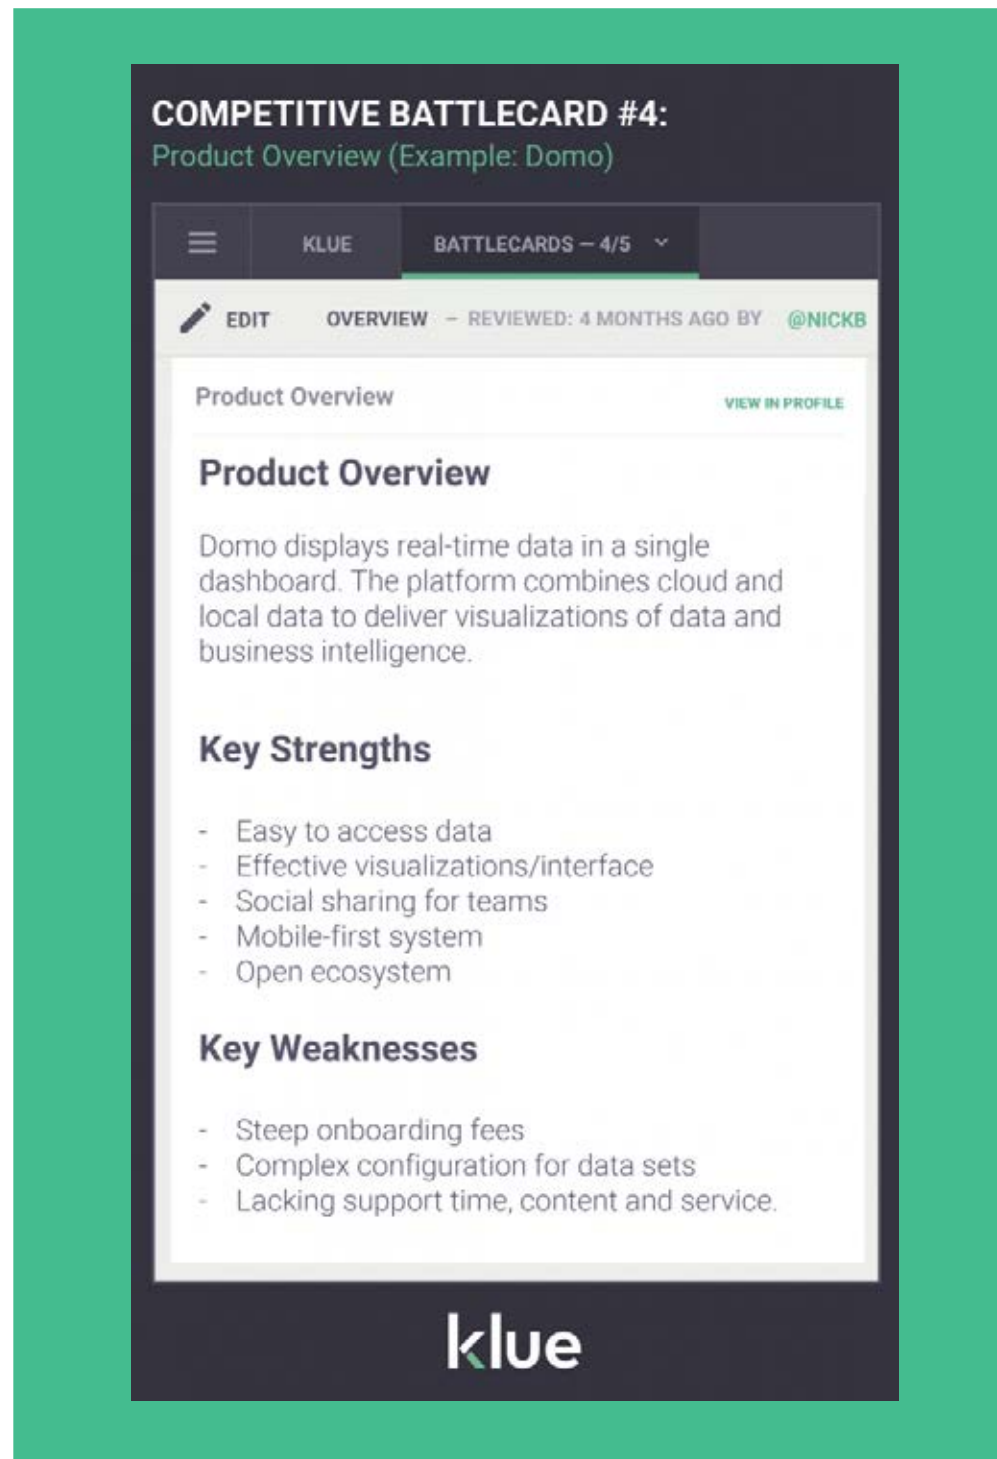 COMPETITIVE BATTLECARD #4:
Product Overview (Example: Domo)
KLUE BATTLECARDS – 4/5
EDIT OVERVIEW – REVIEWED: 4 MONTHS AGO BY @NICKB
Product Overview VIEW IN PROFILE
Product Overview
Domo displays real-time data in a single
dashboard. The platform combines cloud and
local data to deliver visualizations of data and
business intelligence.
Key Strengths
- Easy to access data
- Effective visualizations/interface
- Social sharing for teams
- Mobile-first system
- Open ecosystem
Key Weaknesses
- Steep onboarding fees
- Complex configuration for data sets
- Lacking support time, content and service.
klue